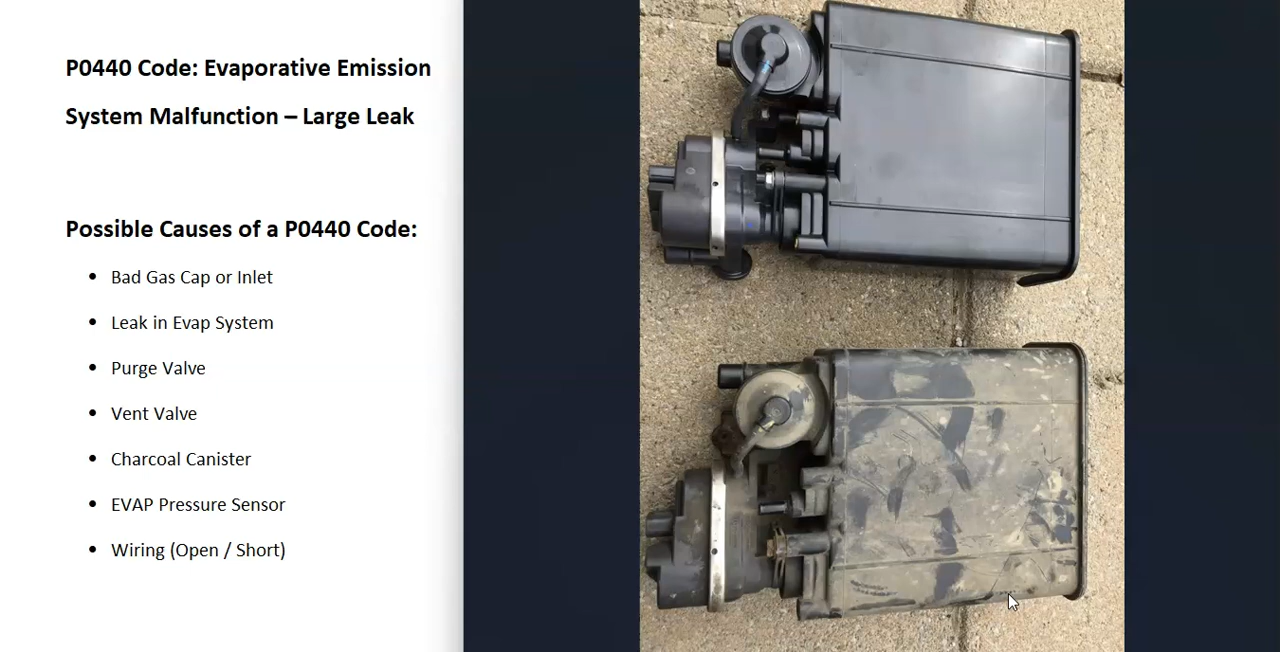 P0440 Code: Evaporative Emission
System Malfunction – Large Leak
Possible Causes of a P0440 Code:
• Bad Gas Cap or Inlet
• Leak in Evap System
• Purge Valve
• Vent Valve
• Charcoal Canister
• EVAP Pressure Sensor
• Wiring (Open / Short)